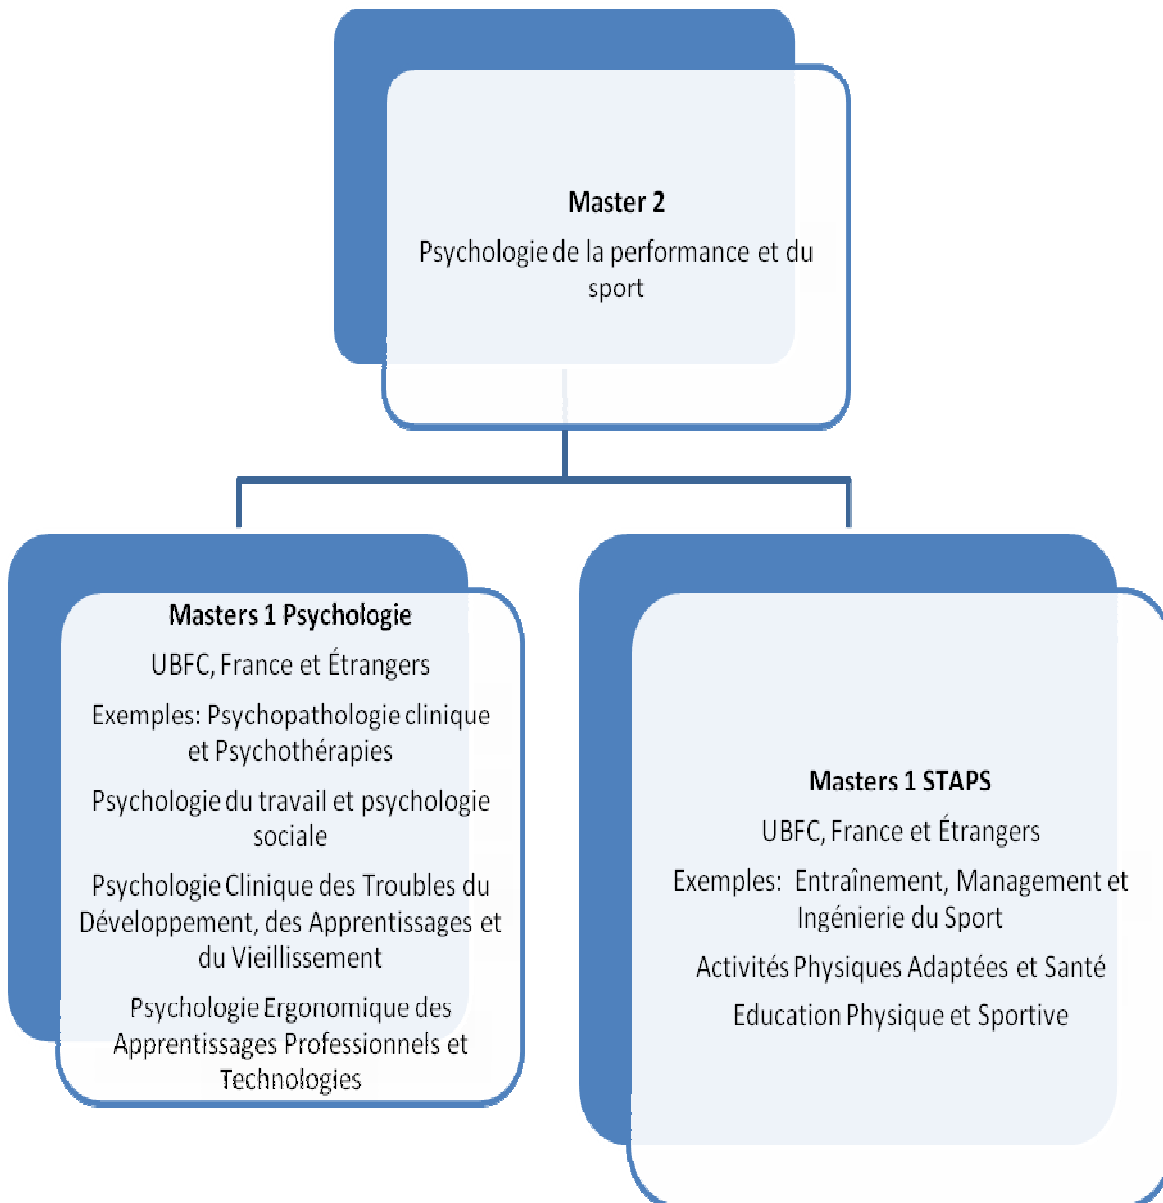 Master 2
Psychologie de la performance et du
sport
Masters 1 Psychologie
UBFC, France et Étrangers
Exemples: Psychopathologie clinique
et Psychothérapies
Psychologie du travail et psychologie
sociale
Psychologie Clinique des Troubles du
Développement, des Apprentissages et
du Vieillissement
Psychologie Ergonomique des
Apprentissages Professionnels et
Technologies
Masters 1 STAPS
UBFC, France et Étrangers
Exemples: Entraînement, Management et
Ingénierie du Sport
Activités Physiques Adaptées et Santé
Education Physique et Sportive